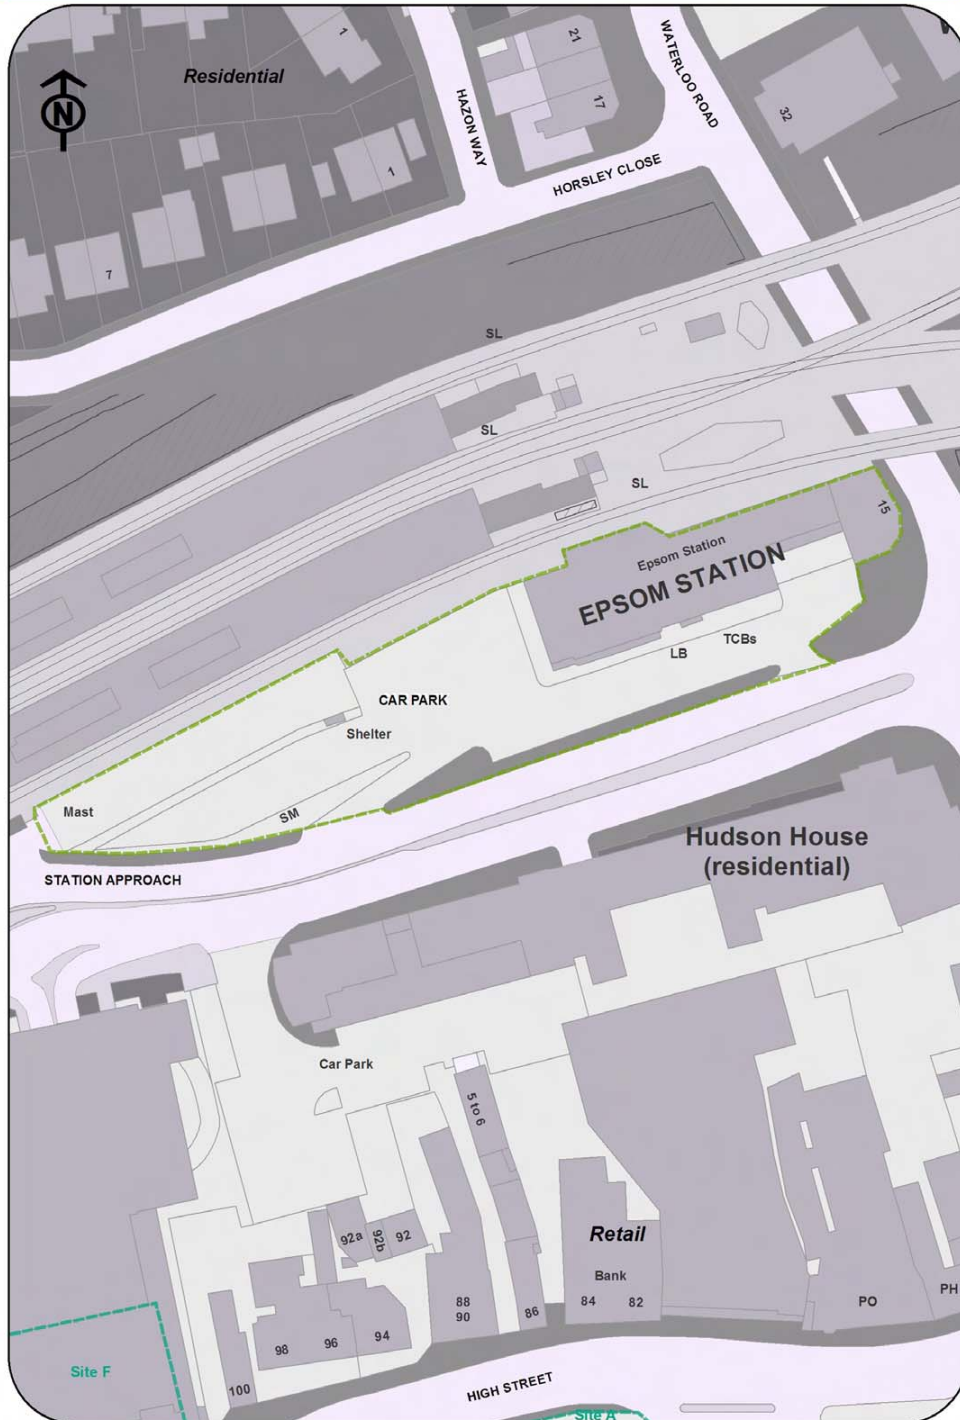 1
Residential
21
WATERLOO ROAD
N
HAZON WAY
17
32
1
HORSLEY CLOSE
7
SL
SL
SL
15
Epsom Station
EPSOM STATION
TCBs
LB
CAR PARK
Shelter
Mast
SM
Hudson House
(residential)
STATION APPROACH
Car Park
5 to 6
92a
92b
92
Retail
Bank
88
90
84
82
86
PO
PH
98
96
94
100
Site F
HIGH STREET
Site A